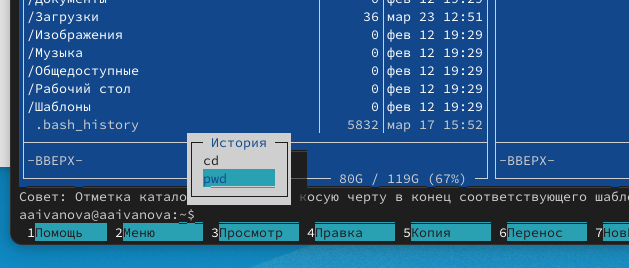 /Документы
/Загрузки 36 мар 23 12:51
/Изображения 0 фев 12 19:29
/Музыка 0 фев 12 19:29
/Общедоступные 0 фев 12 19:29
/Рабочий стол 0 фев 12 19:29
/Шаблоны 0 фев 12 19:29
.bash_history 5832 мар 17 15:52
История
-ВВЕРХ- cd -ВВЕРХ-
pwd 80G / 119G (67%)
Совет: Отметка катало косую черту в конец соответствующего шабл
aaivanova@aaivanova:~$
1Помощь 2Меню 3Просмотр 4Правка 5Копия 6Перенос 7Нов